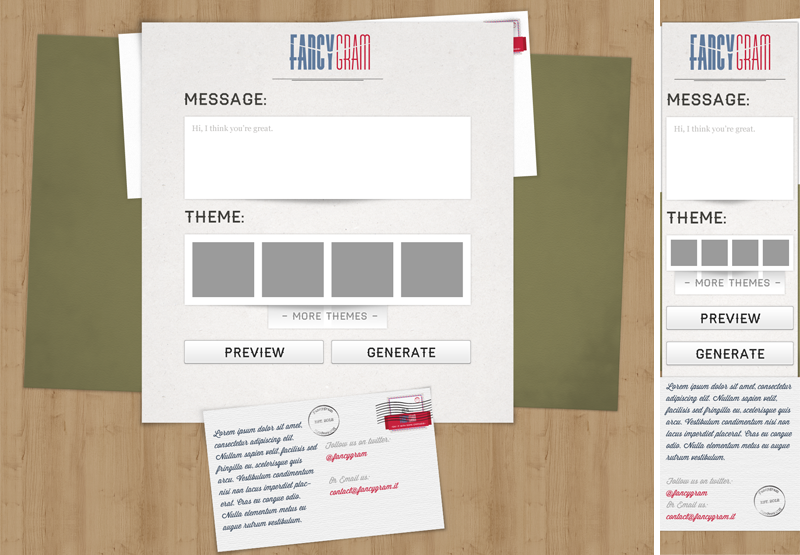 FANCYGRAM
MESSAGE:
Hi, I think you're great.
THEME:
– MORE THEMES –
PREVIEW
GENERATE
Lorem ipsum dolor sit amet,
consectetur adipiscing elit.
Nullam sapien velit, facilisis sed
fringilla eu, scelerisque quis
arcu. Vestibulum condimentum
nisi non lacus imperdiet plac-
erat. Cras eu congue odio.
Nulla elementum metus eu
augue rutrum vestibulum.
Follow us on twitter:
@fancygram
Or Email us:
contact@fancygram.it
FANCYGRAM
MESSAGE:
Hi, I think you're great.
THEME:
– MORE THEMES –
PREVIEW
GENERATE
Lorem ipsum dolor sit amet, consectetur
adipiscing elit. Nullam sapien velit,
facilisis sed fringilla eu, scelerisque quis
arcu. Vestibulum condimentum nisi non
lacus imperdiet placerat. Cras eu congue
odio. Nulla elementum metus eu augue
rutrum vestibulum.
Follow us on twitter:
@fancygram
Or Email us:
contact@fancygram.it